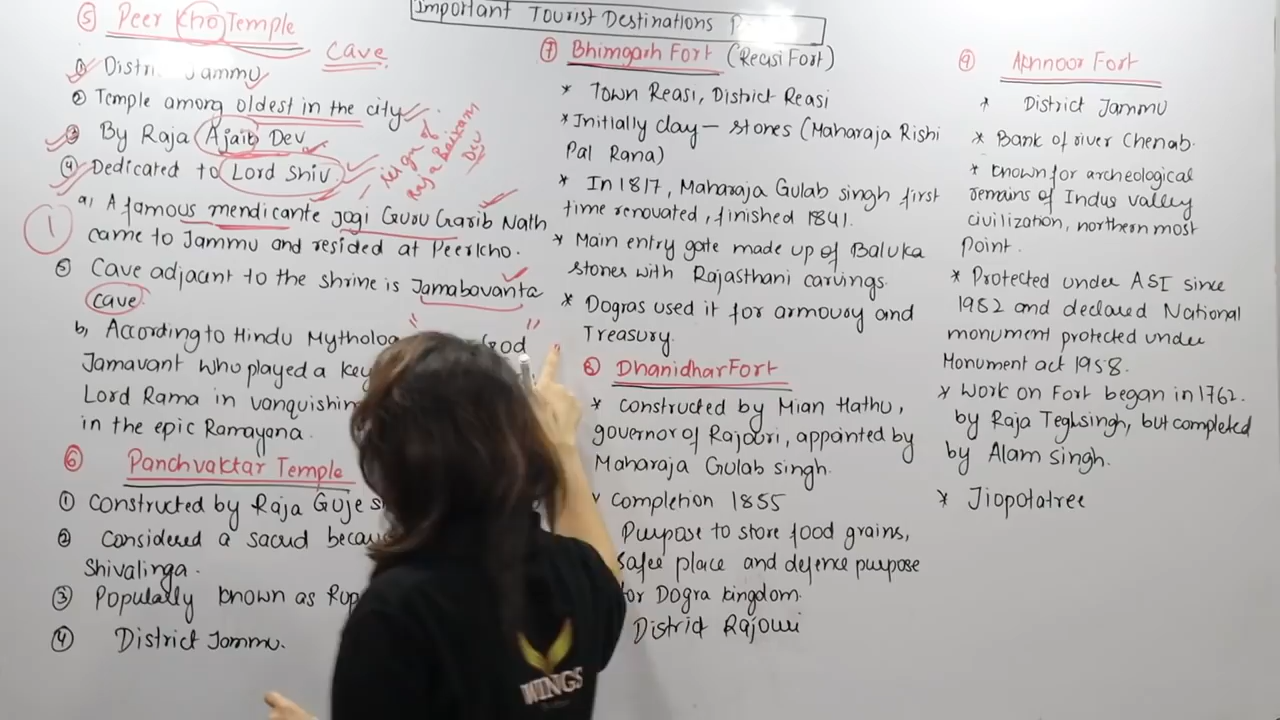 Important Tourist Destinations
⑤ Peer Kho Temple
Cave.
① Distri Jammu
② Temple among oldest in the city
③ By Raja Ajaib Dev
④ Dedicated to Lord Shiv
reign of
Raja Baikram
Dev
a) A famous mendicante Jogi Guru Garib Nath
① came to Jammu and resided at PeerKho.
⑤ Cave adjacent to the shrine is Jamabovanta
cave.
b) According to Hindu Mytholo God
Jamavant who played a key
Lord Rama in vanquishin
in the epic Ramayana.
⑥ Panchvaktar Temple
① Constructed by Raja Guje S
② Considered a sacud becau
Shivalinga.
③ Populally known as Rup
④ District Jammu.
⑦ Bhimgarh Fort (Reasi Fort)
* Town Reasi, District Reasi
* Initially clay - stones (Maharaja Rishi
Pal Rana)
* In 1817, Maharaja Gulab singh first
time renovated, finished 1841.
* Main entry gate made up of Baluka
stones with Rajasthani carvings.
* Dogras used it for armoury and
Treasury.
⑧ Dhanidhar Fort
* constructed by Mian Hathu,
governor of Rajouri, appointed by
Maharaja Gulab singh.
* Completion 1855
Purpose to store food grains,
safe place and defence purpose
for Dogra kingdom.
District Rajouri
⑨ Akhnoor Fort
* District Jammu
* Bank of river Chenab.
* known for archeological
remains of Indus valley
civilization, northern most
point.
* Protected under ASI since
1982 and declared National
monument protected under
Monument act 1958.
* Work on Fort began in 1762.
by Raja Tegh singh, but completed
by Alam singh.
* Jiopotatree
WINGS